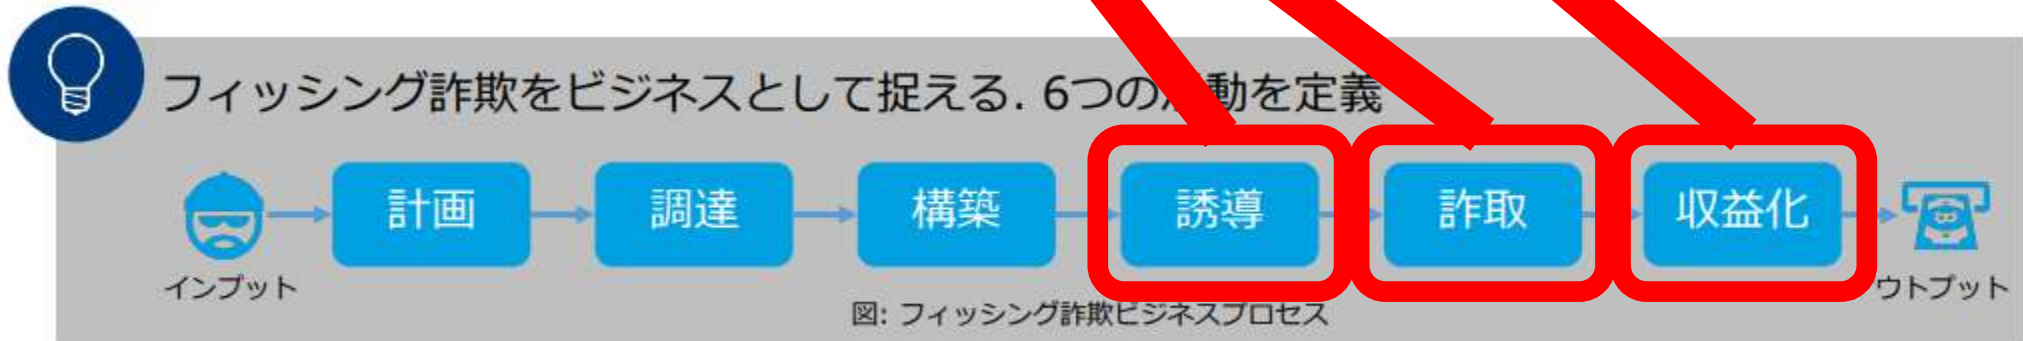 フィッシング詐欺をビジネスとして捉える. 6つの動を定義
計画 調達 構築 誘導 詐取 収益化
インプット ウトプット
図: フィッシング詐欺ビジネスプロセス